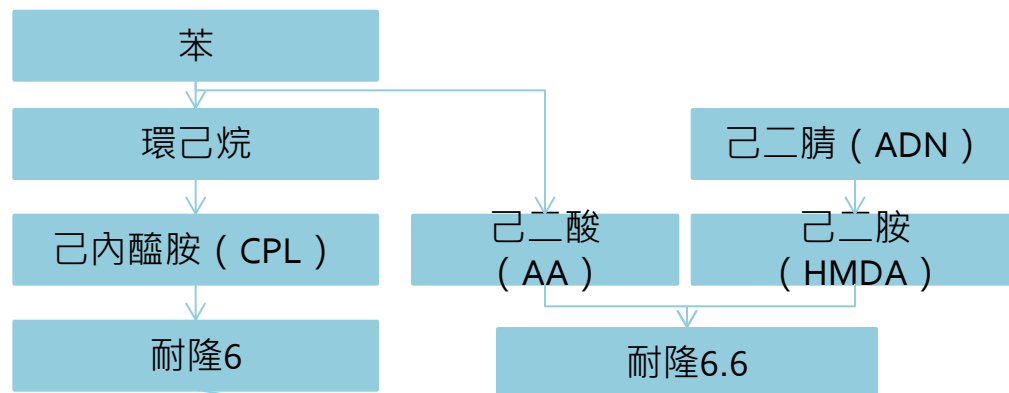 苯
環己烷
己二腈（ADN）
己內醯胺（CPL）
己二酸
（AA）
己二胺
（HMDA）
耐隆6
耐隆6.6